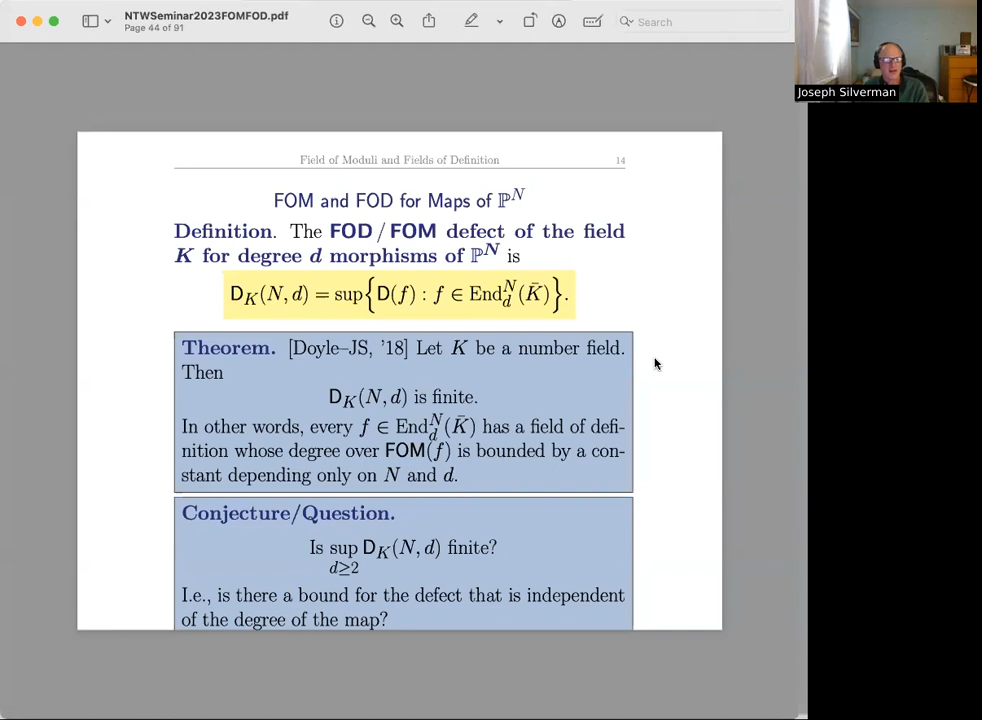 NTWSeminar2023FOMFOD.pdf
Page 44 of 91
Search
Joseph Silverman
Field of Moduli and Fields of Definition 14
FOM and FOD for Maps of ℙ^N
Definition. The FOD / FOM defect of the field
K for degree d morphisms of ℙ^N is
D_K(N, d) = sup{D(f) : f ∈ End_d^N(K̄)}.
Theorem. [Doyle–JS, '18] Let K be a number field.
Then
D_K(N, d) is finite.
In other words, every f ∈ End_d^N(K̄) has a field of defi-
nition whose degree over FOM(f) is bounded by a con-
stant depending only on N and d.
Conjecture/Question.
Is sup D_K(N, d) finite?
d≥2
I.e., is there a bound for the defect that is independent
of the degree of the map?